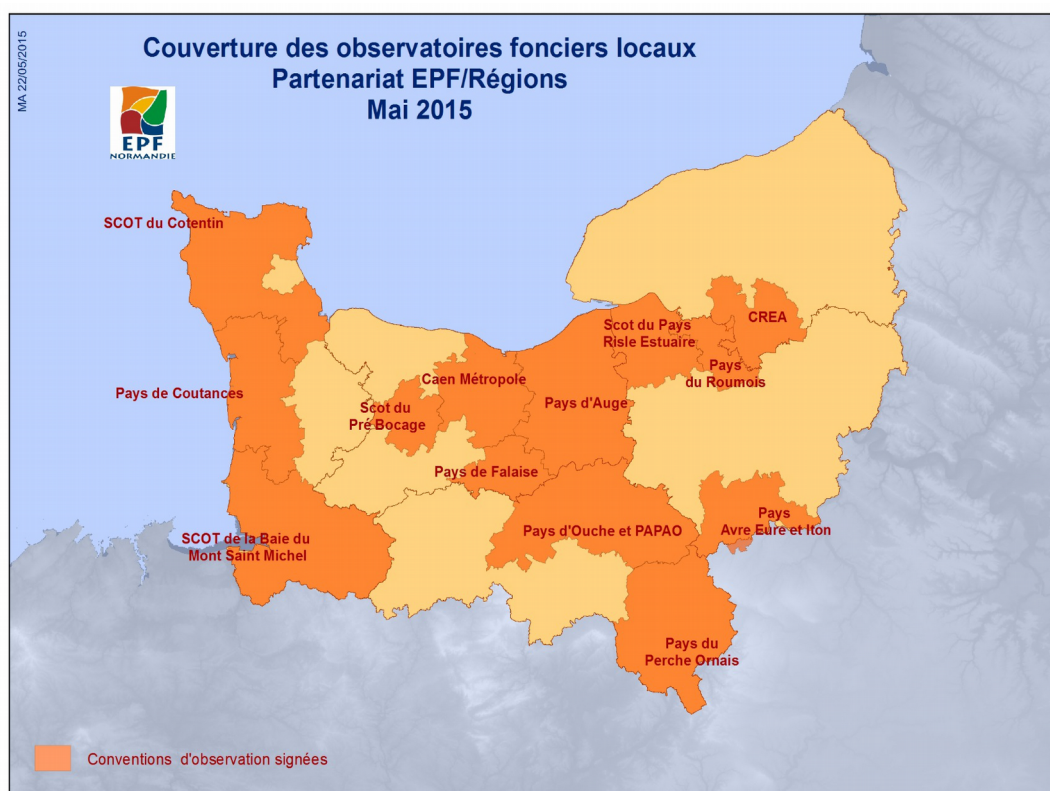 MA 22/05/2015
Couverture des observatoires fonciers locaux
Partenariat EPF/Régions
Mai 2015
EPF
NORMANDIE
SCOT du Cotentin
CREA
Scot du Pays
Risle Estuaire
Pays
du Roumois
Caen Métropole
Pays de Coutances
Pays d'Auge
Scot du
Pré Bocage
Pays de Falaise
Pays
Avre Eure et Iton
Pays d'Ouche et PAPAO
SCOT de la Baie du
Mont Saint Michel
Pays du
Perche Ornais
Conventions d'observation signées